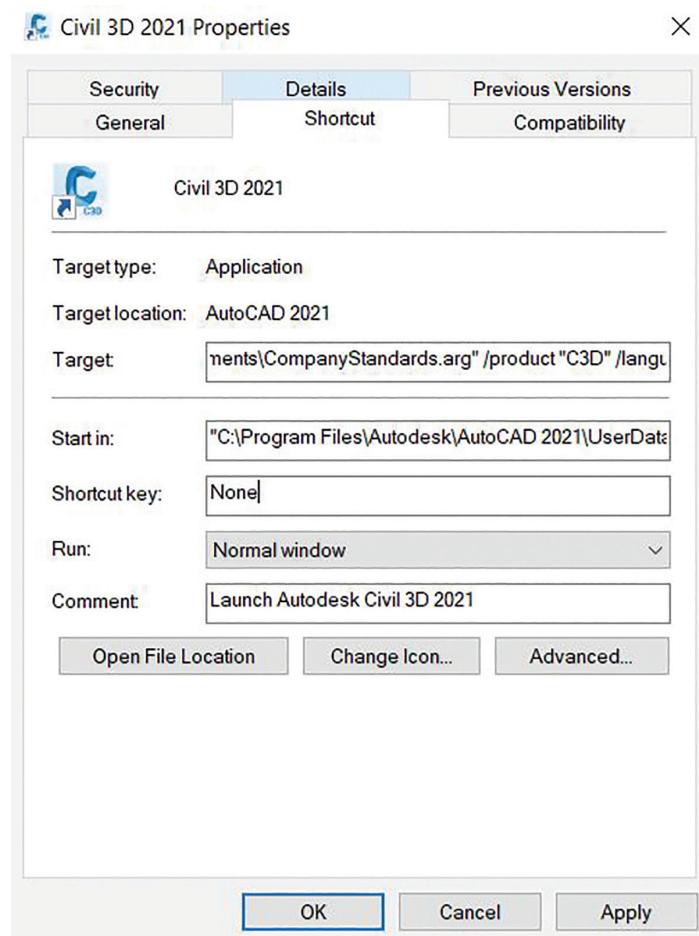 Civil 3D 2021 Properties
Security Details Previous Versions
General Shortcut Compatibility
C3D
Civil 3D 2021
Target type: Application
Target location: AutoCAD 2021
Target: nents\CompanyStandards.arg" /product "C3D" /langu
Start in: "C:\Program Files\Autodesk\AutoCAD 2021\UserData
Shortcut key: None
Run: Normal window
Comment: Launch Autodesk Civil 3D 2021
Open File Location Change Icon... Advanced...
OK Cancel Apply